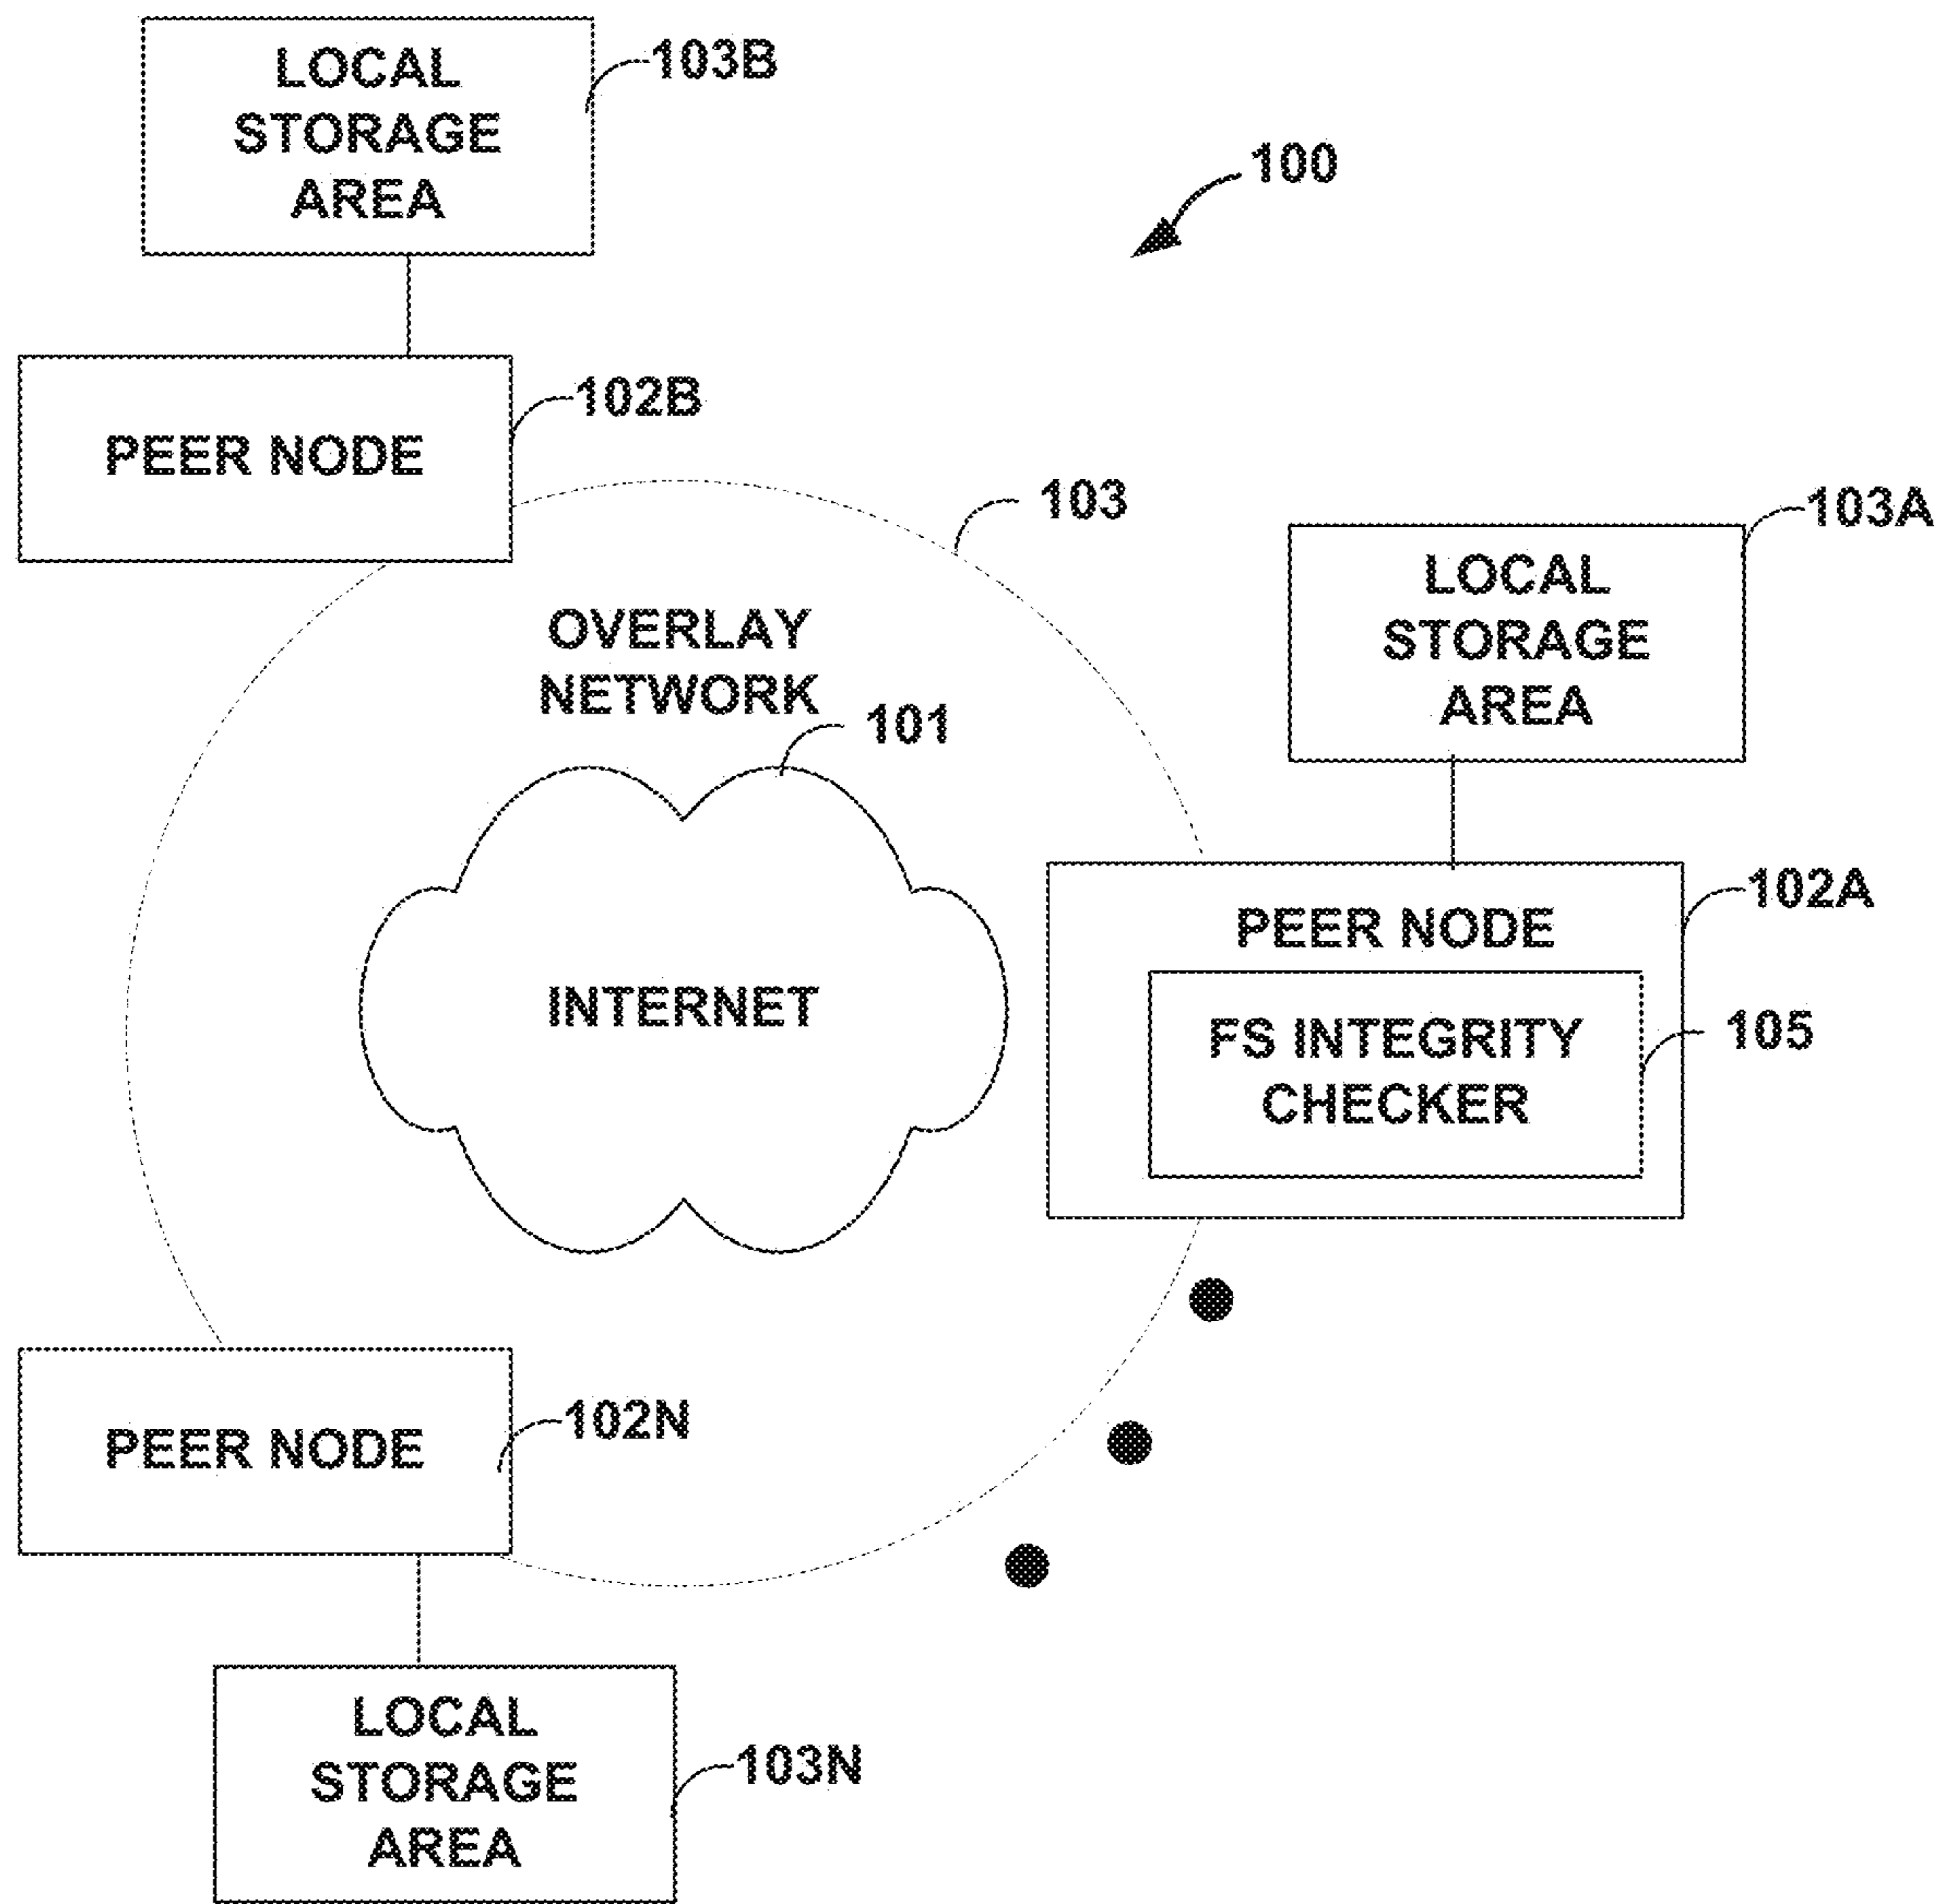 LOCAL
STORAGE
AREA
103B
100
PEER NODE
102B
103
103A
LOCAL
STORAGE
AREA
OVERLAY
NETWORK
101
INTERNET
102A
PEER NODE
FS INTEGRITY
CHECKER
105
PEER NODE
102N
LOCAL
STORAGE
AREA
103N